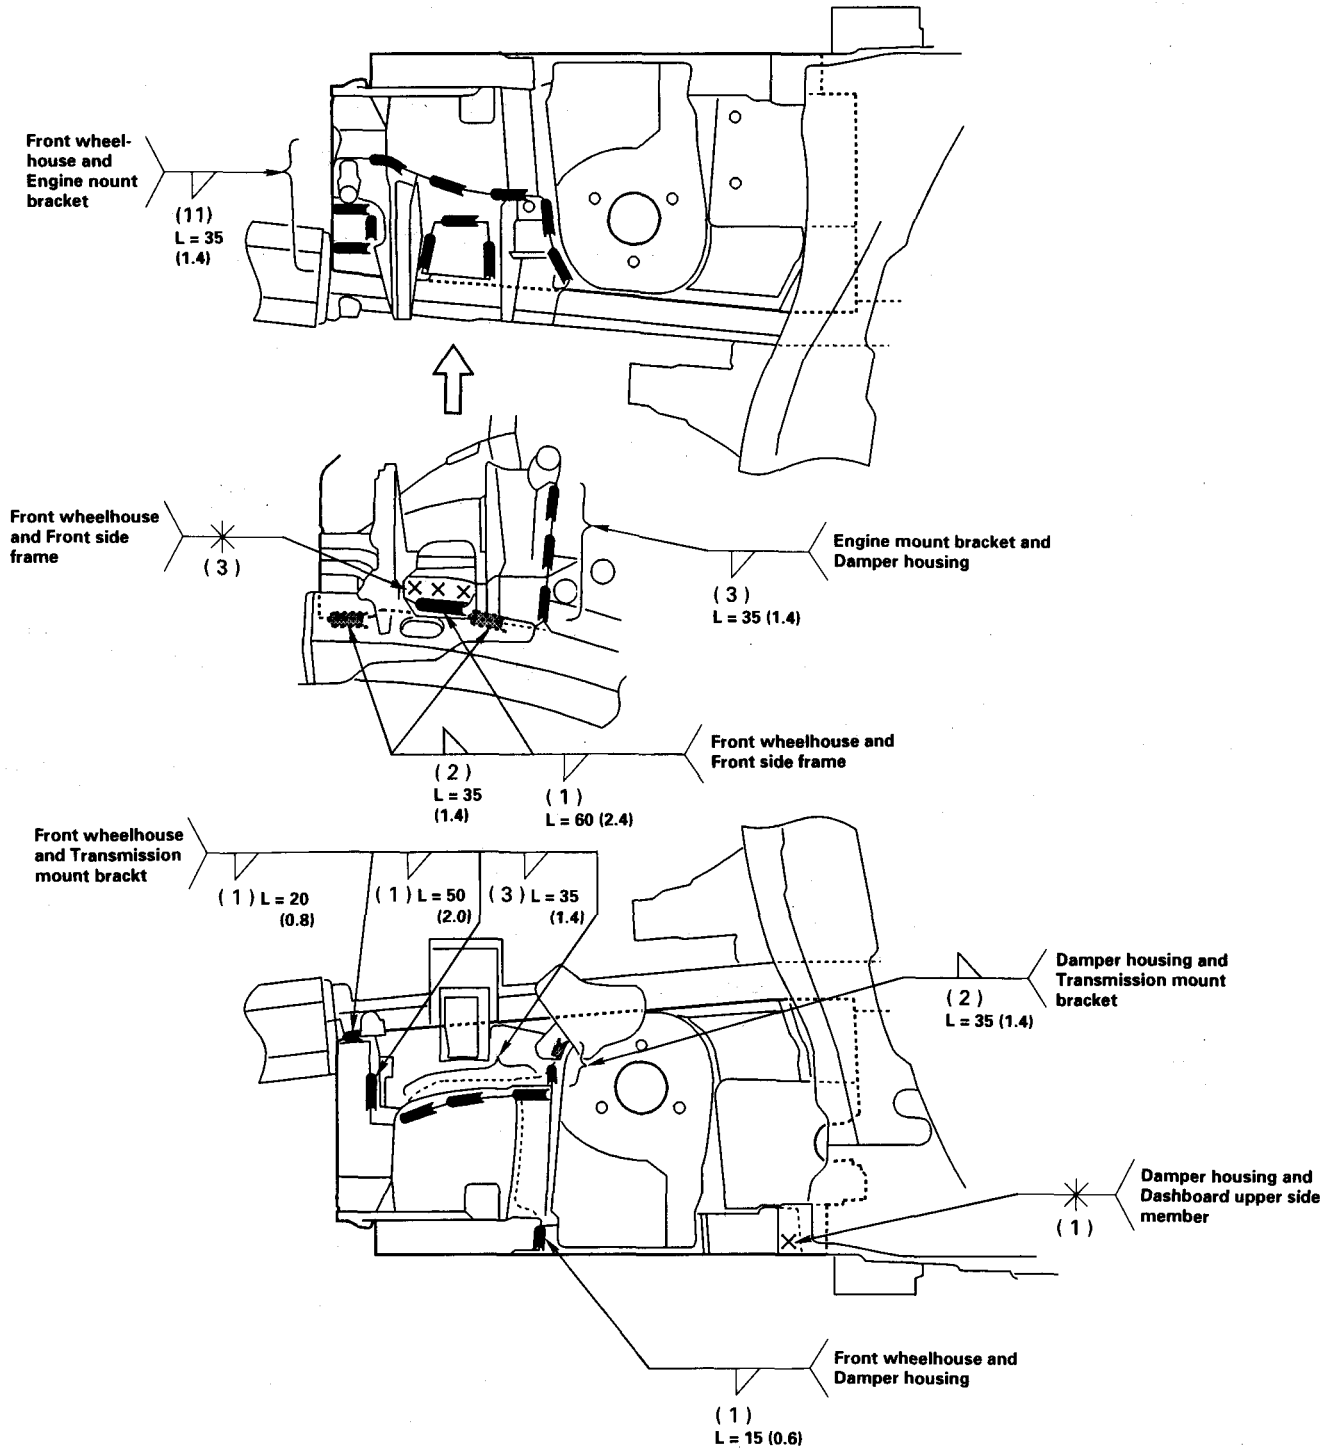 Front wheel-
house and
Engine nount
bracket
(11)
L = 35
(1.4)
Front wheelhouse
and Front side
frame
(3)
Engine mount bracket and
Damper housing
(3)
L = 35 (1.4)
Front wheelhouse and
Front side frame
(2)
L = 35
(1.4)
(1)
L = 60 (2.4)
Front wheelhouse
and Transmission
mount brackt
(1) L = 20
(0.8)
(1) L = 50
(2.0)
(3) L = 35
(1.4)
Damper housing and
Transmission mount
bracket
(2)
L = 35 (1.4)
Damper housing and
Dashboard upper side
member
(1)
Front wheelhouse and
Damper housing
(1)
L = 15 (0.6)